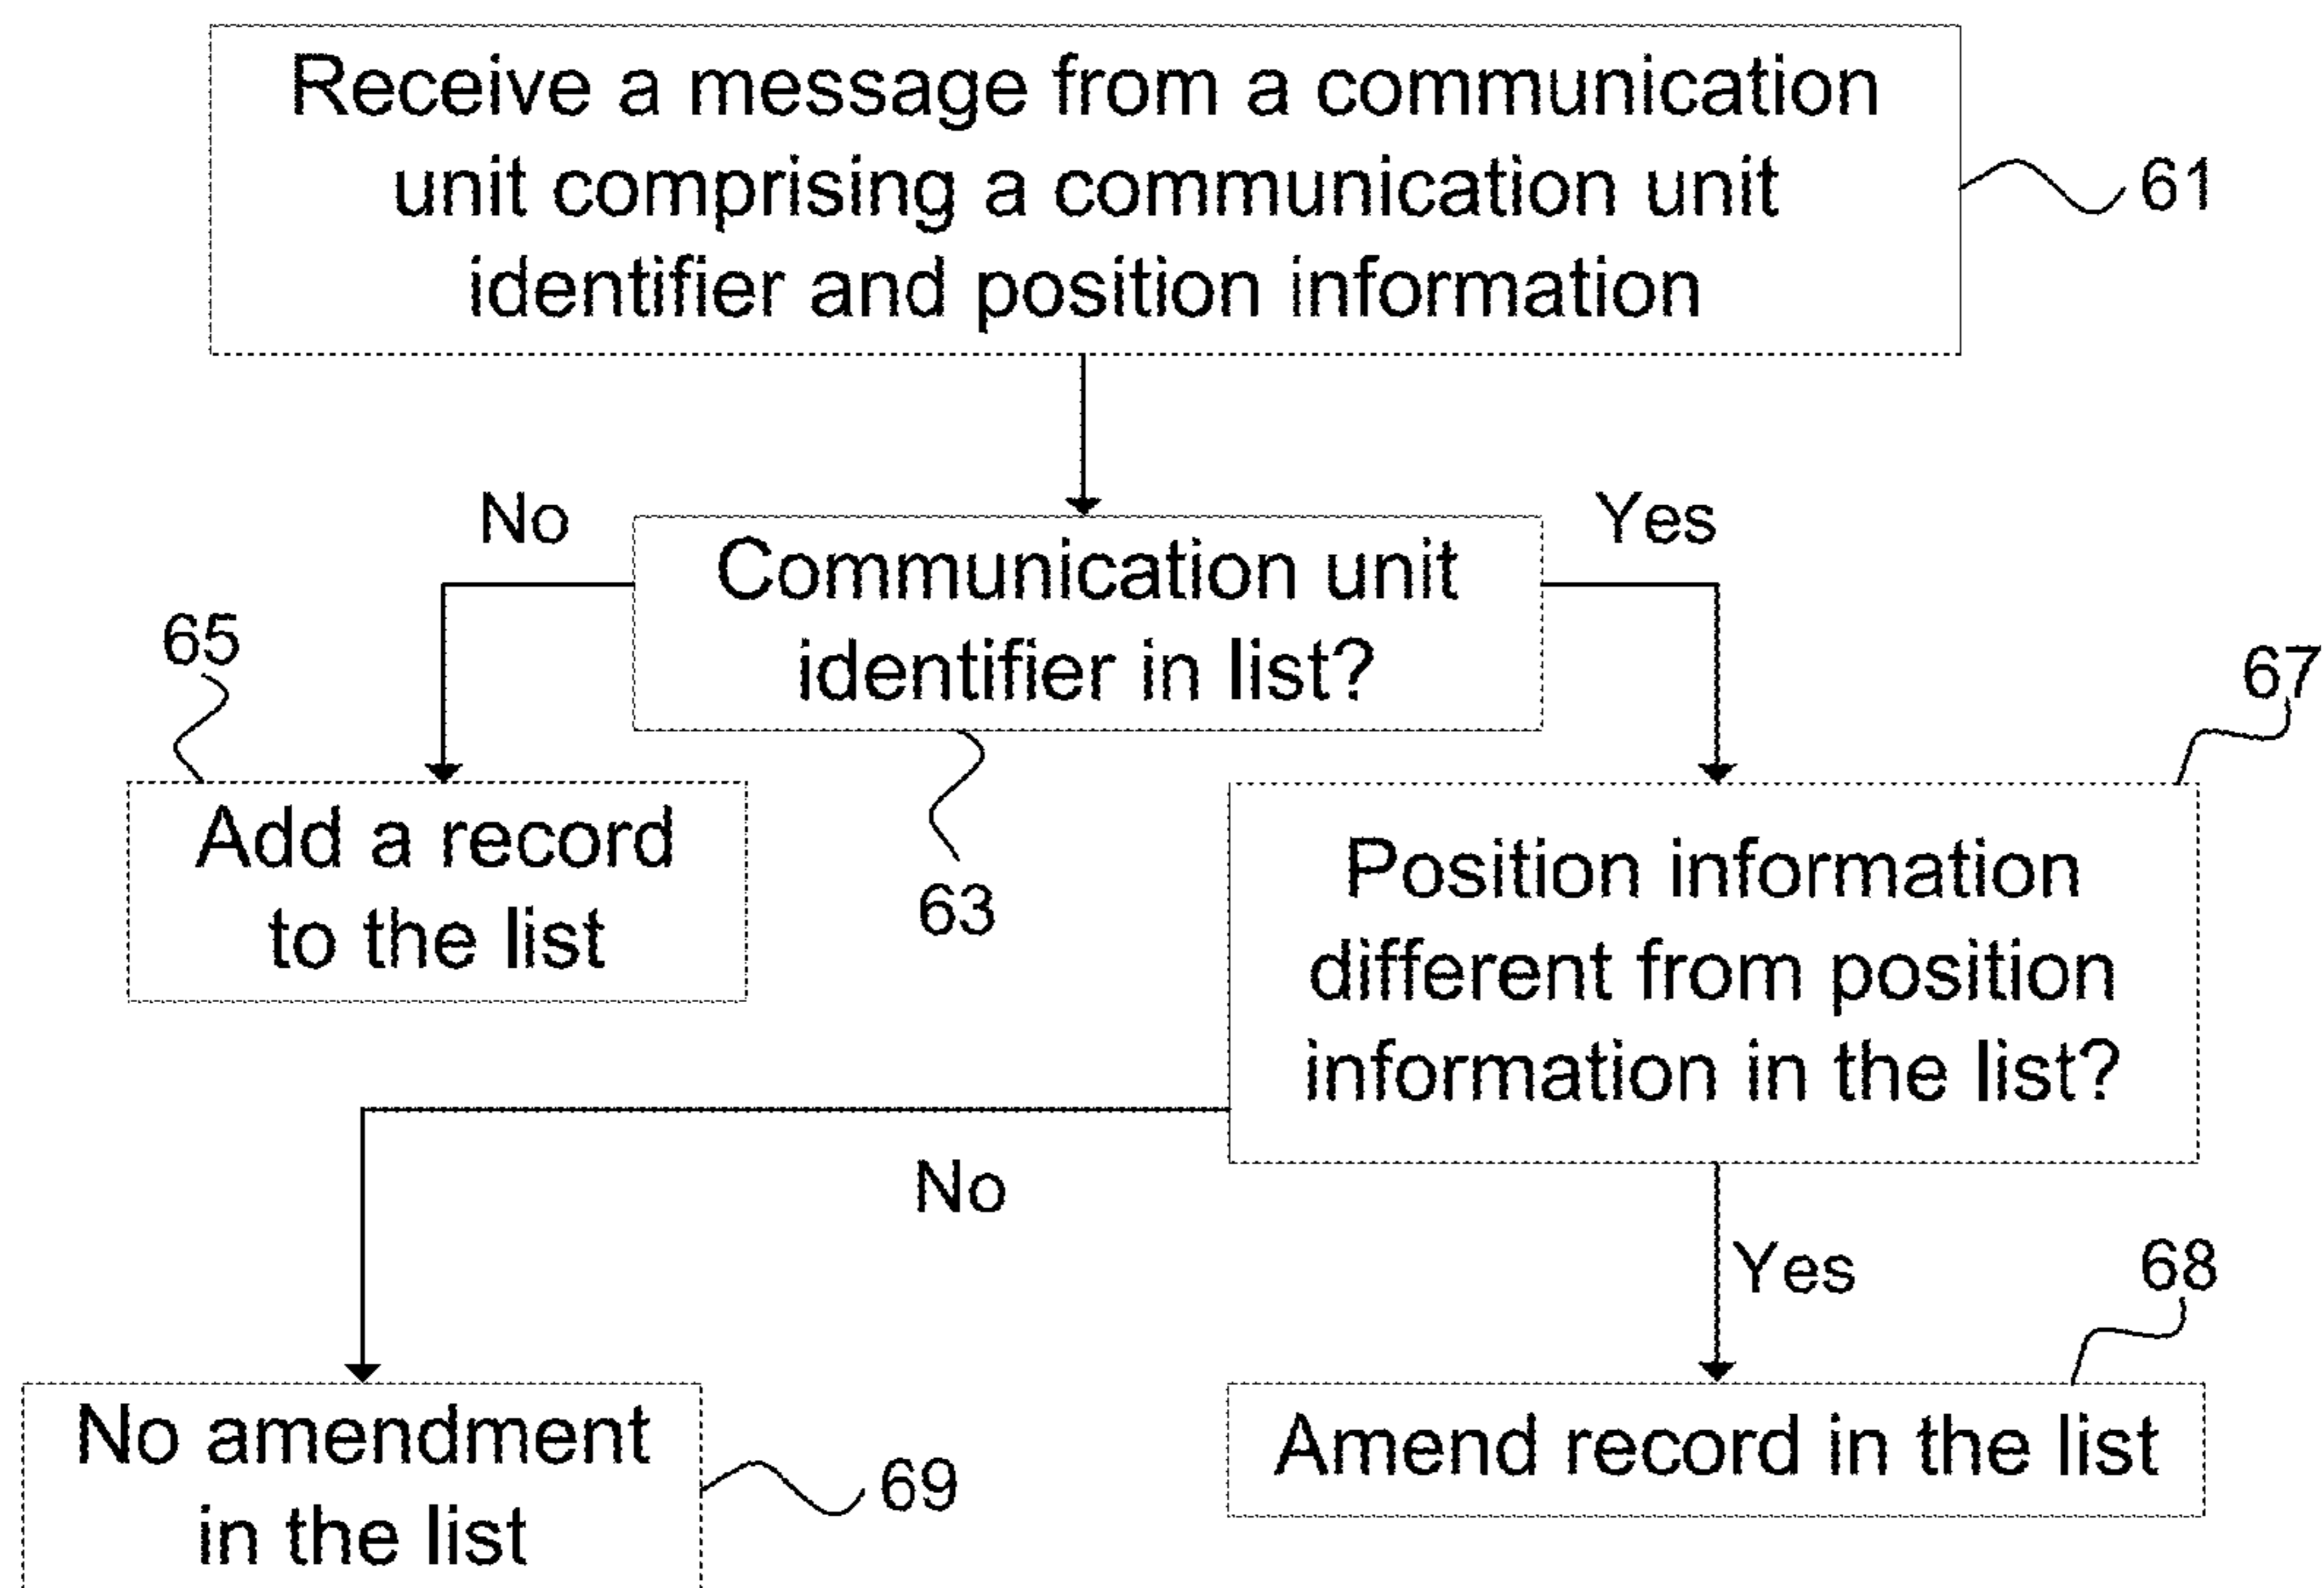 Receive a message from a communication
unit comprising a communication unit
identifier and position information
61
No
Yes
Communication unit
identifier in list?
65
67
63
Add a record
to the list
Position information
different from position
information in the list?
No
Yes
68
No amendment
in the list
69
Amend record in the list